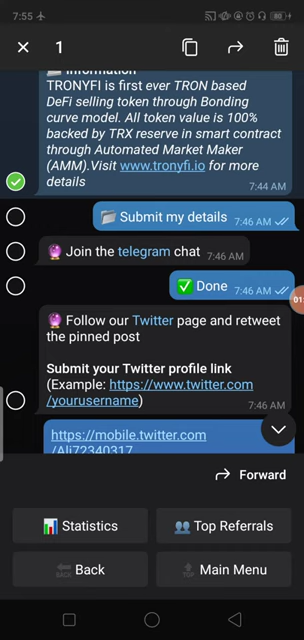 7:55
1
Information
TRONYFI is first ever TRON based
DeFi selling token through Bonding
curve model. All token value is 100%
backed by TRX reserve in smart contract
through Automated Market Maker
(AMM).Visit www.tronyfi.io for more
details
7:44 AM
Submit my details 7:46 AM
Join the telegram chat 7:46 AM
Done 7:46 AM
Follow our Twitter page and retweet
the pinned post
Submit your Twitter profile link
(Example: https://www.twitter.com
/yourusername)
7:46 AM
https://mobile.twitter.com
/Ali72340317
Forward
Statistics
Top Referrals
BACK Back
TOP Main Menu